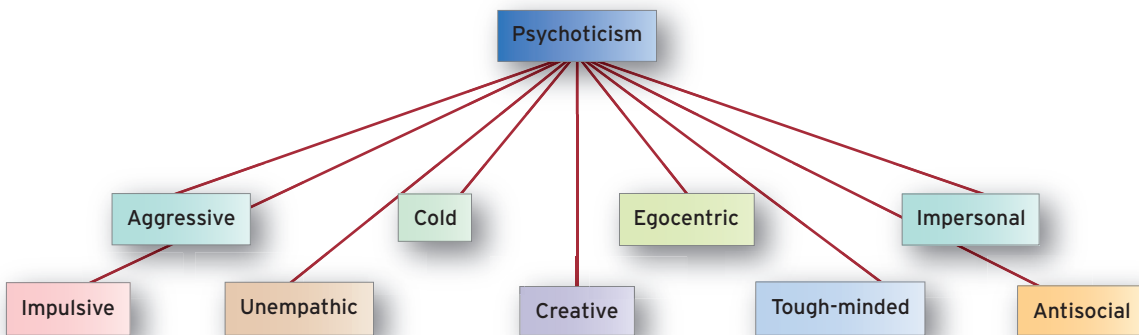 Psychoticism
Aggressive
Cold
Egocentric
Impersonal
Impulsive
Unempathic
Creative
Tough-minded
Antisocial